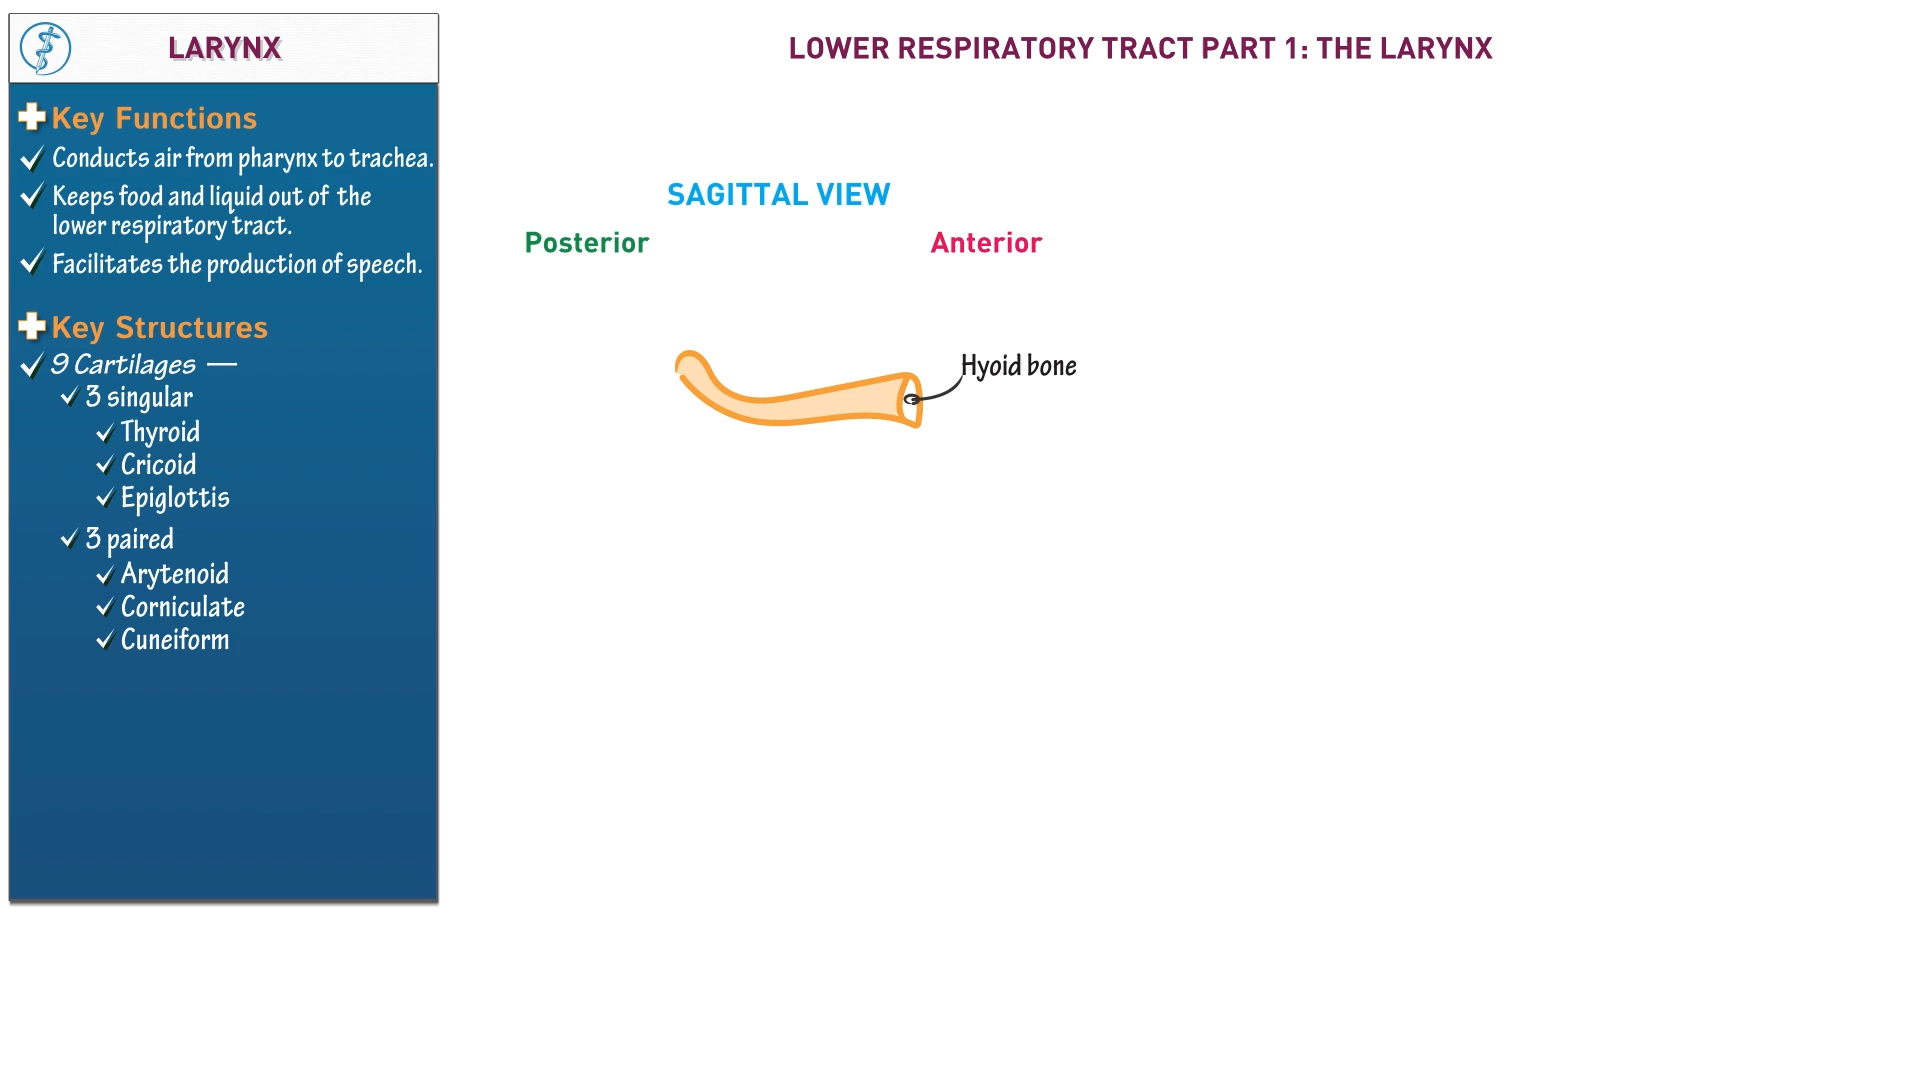 LARYNX
Key Functions
Conducts air from pharynx to trachea.
Keeps food and liquid out of the
lower respiratory tract.
Facilitates the production of speech.
Key Structures
9 Cartilages —
3 singular
Thyroid
Cricoid
Epiglottis
3 paired
Arytenoid
Corniculate
Cuneiform
LOWER RESPIRATORY TRACT PART 1: THE LARYNX
SAGITTAL VIEW
Posterior
Anterior
Hyoid bone